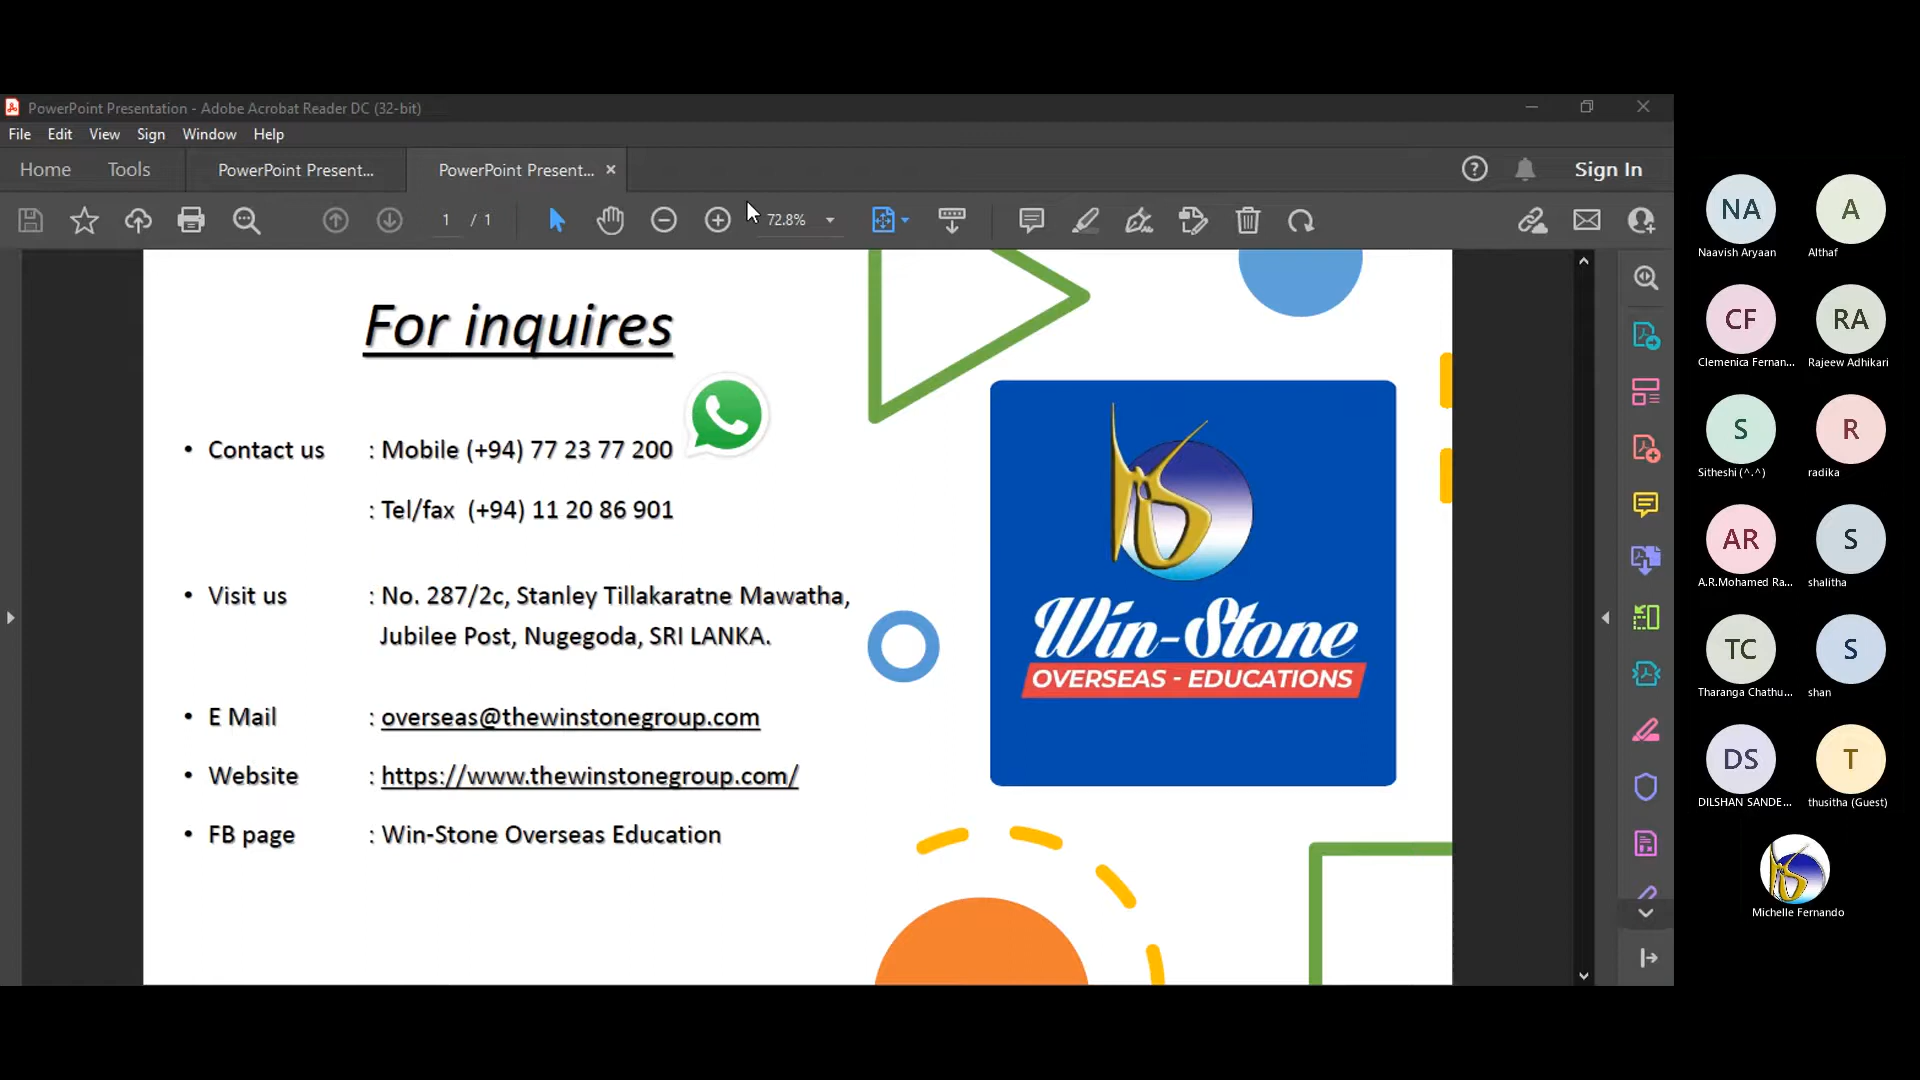 PowerPoint Presentation - Adobe Acrobat Reader DC (32-bit)
File Edit View Sign Window Help
Home Tools PowerPoint Present... PowerPoint Present... × Sign In
1 / 1 72.8%
For inquires
• Contact us : Mobile (+94) 77 23 77 200
: Tel/fax (+94) 11 20 86 901
• Visit us : No. 287/2c, Stanley Tillakaratne Mawatha,
Jubilee Post, Nugegoda, SRI LANKA.
• E Mail : overseas@thewinstonegroup.com
• Website : https://www.thewinstonegroup.com/
• FB page : Win-Stone Overseas Education
Win-Stone
OVERSEAS - EDUCATIONS
NA A
Naavish Aryaan Althaf
CF RA
Clemenica Fernan... Rajeew Adhikari
S R
Sitheshi (^.^) radika
AR S
A.R.Mohamed Ra... shalitha
TC S
Tharanga Chathu... shan
DS T
DILSHAN SANDE... thusitha (Guest)
Michelle Fernando